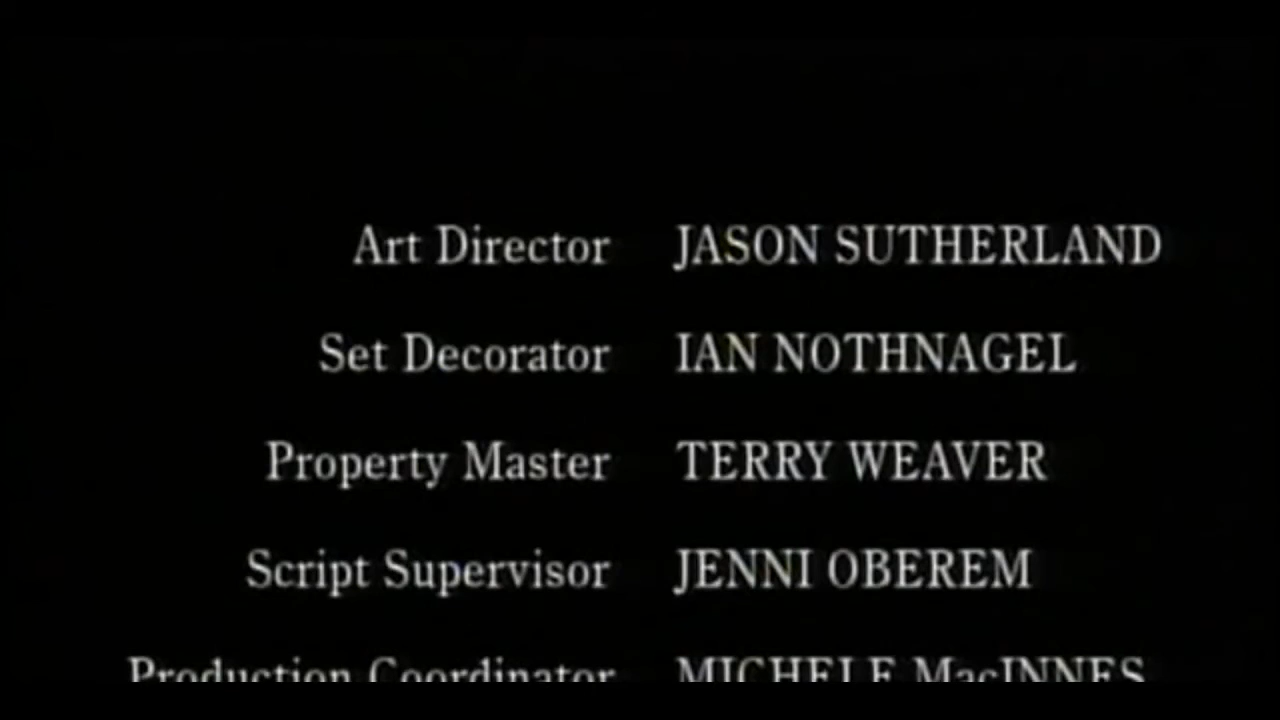 Art Director JASON SUTHERLAND
Set Decorator IAN NOTHNAGEL
Property Master TERRY WEAVER
Script Supervisor JENNI OBEREM
Production Coordinator MICHELE MacINNES